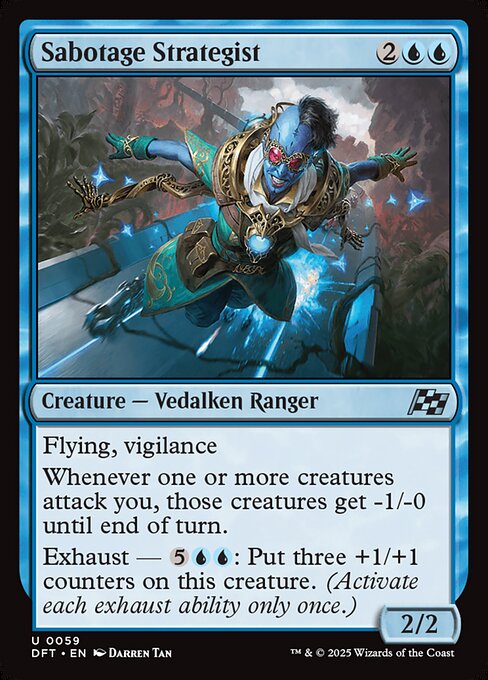 Sabotage Strategist 2
Creature — Vedalken Ranger
Flying, vigilance
Whenever one or more creatures
attack you, those creatures get -1/-0
until end of turn.
Exhaust — 5: Put three +1/+1
counters on this creature. (Activate
each exhaust ability only once.)
2/2
U 0059
DFT • EN Darren Tan
™ & © 2025 Wizards of the Coast